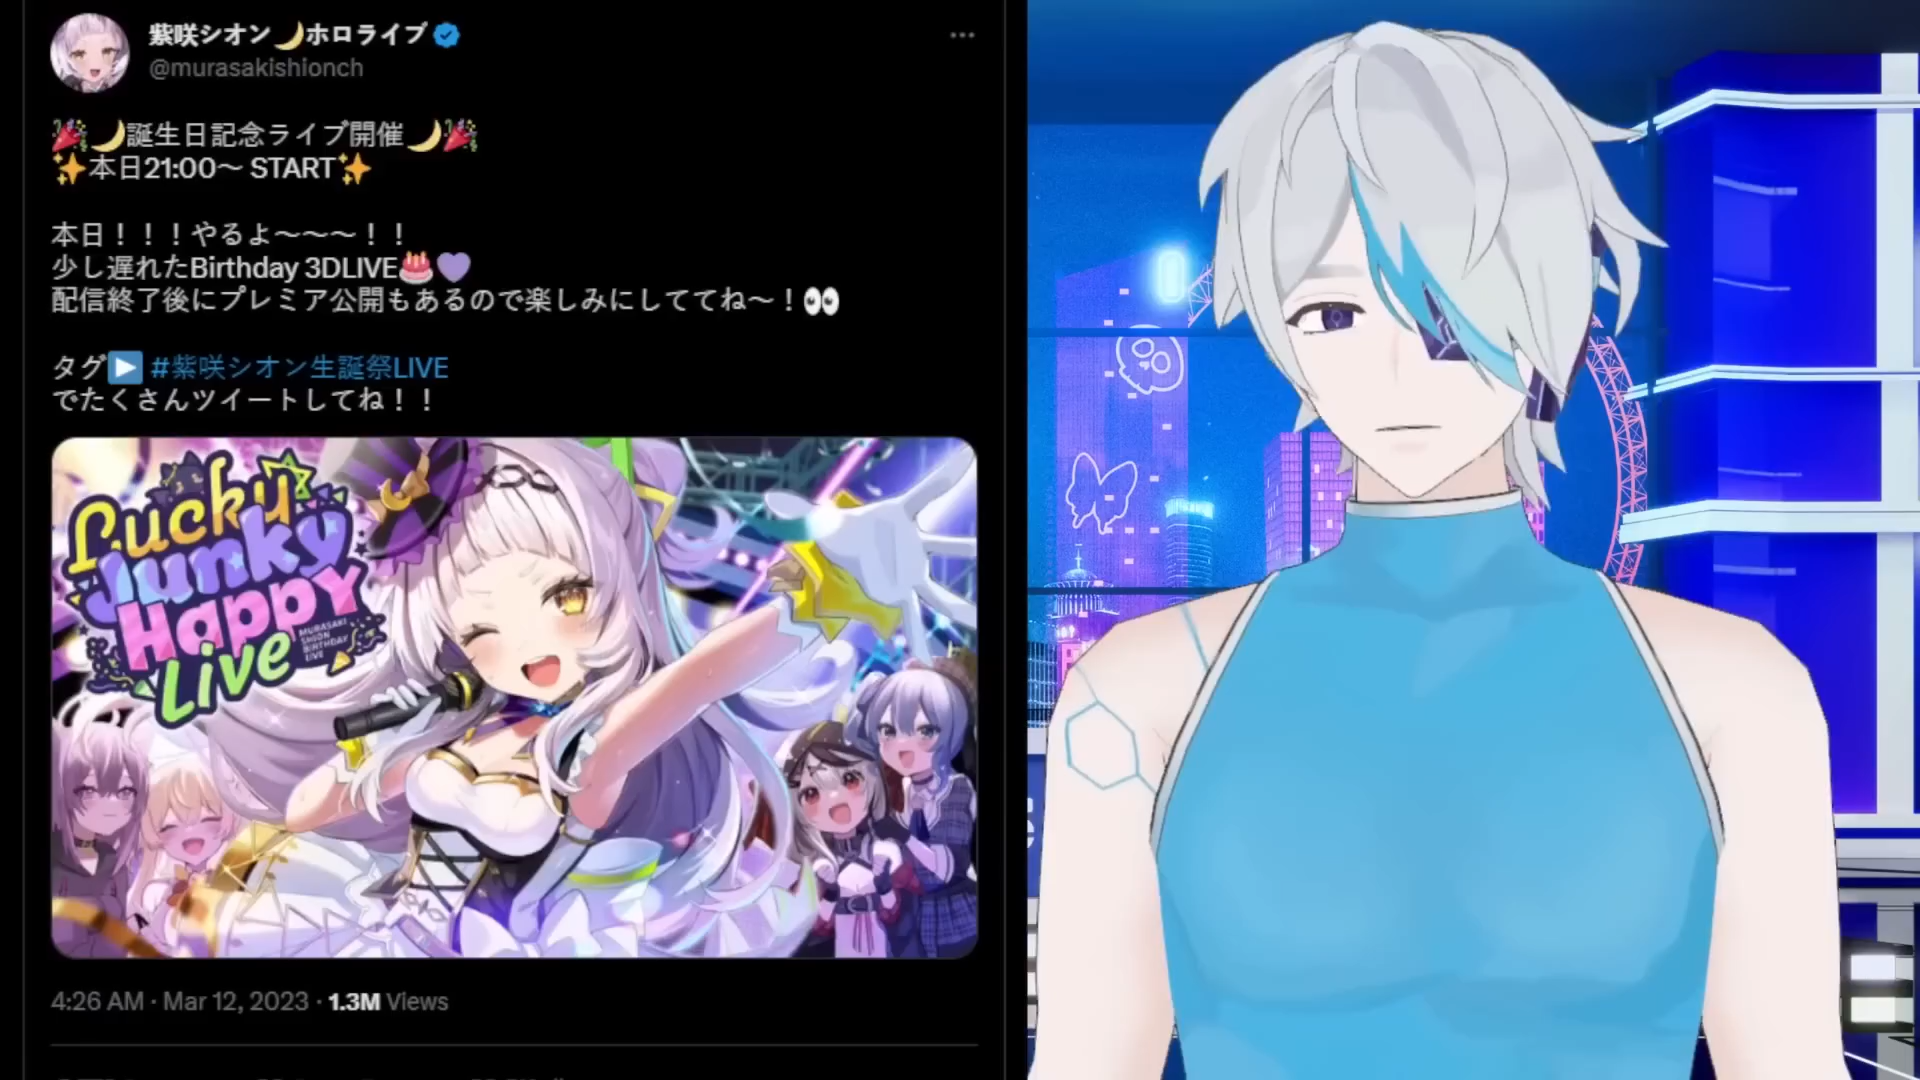 紫咲シオン🌙ホロライブ
@murasakishionch
🎉🌙誕生日記念ライブ開催🌙🎉
✨本日21:00～ START✨
本日！！！やるよ～～～！！
少し遅れたBirthday 3DLIVE🎂💜
配信終了後にプレミア公開もあるので楽しみにしててね～！👀
タグ▶️ #紫咲シオン生誕祭LIVE
でたくさんツイートしてね！！
Lucky
Junky
Happy
Live
MURASAKI
SHION
BIRTHDAY
LIVE
4:26 AM · Mar 12, 2023 · 1.3M Views